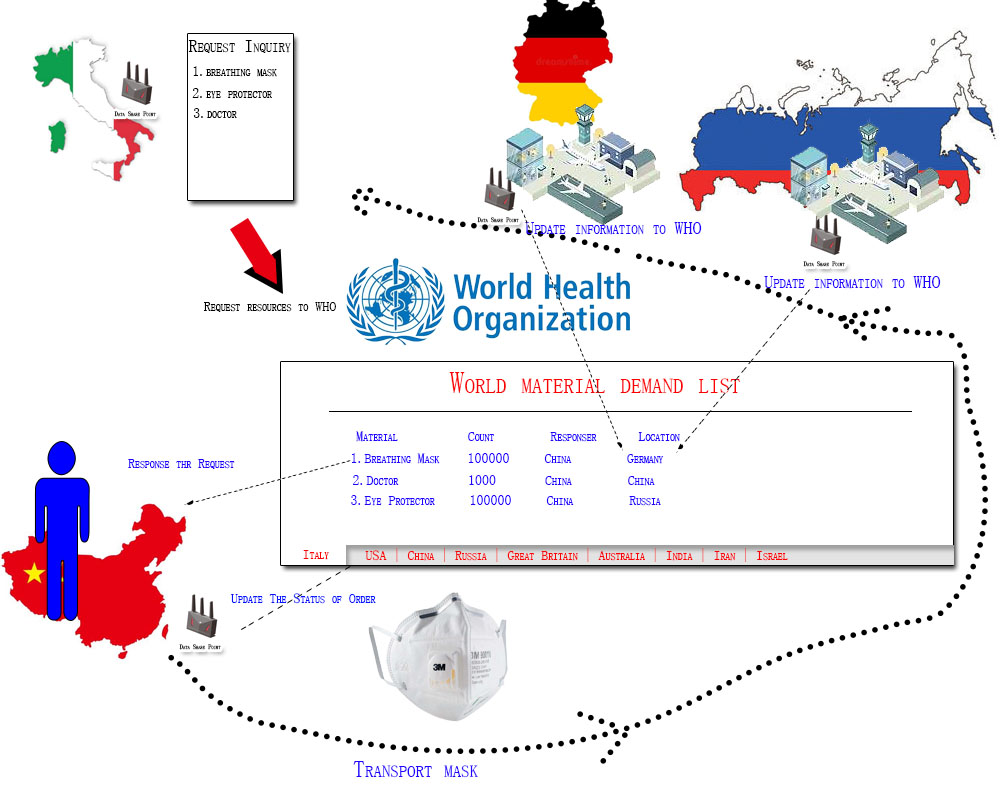 Request Inquiry
1. breathing mask
2. eye protector
3. doctor
Data Share Point
dreamstime
Data Share Point
Update information to WHO
Data Share Point
Update information to WHO
Request resources to WHO
World Health
Organization
World material demand list
Material Count Responser Location
1. Breathing Mask 100000 China Germany
2. Doctor 1000 China China
3. Eye Protector 100000 China Russia
Italy USA | China | Russia | Great Britain | Australia | India | Iran | Israel
Response thr Request
Update The Status of Order
Data Share Point
3M
Transport mask